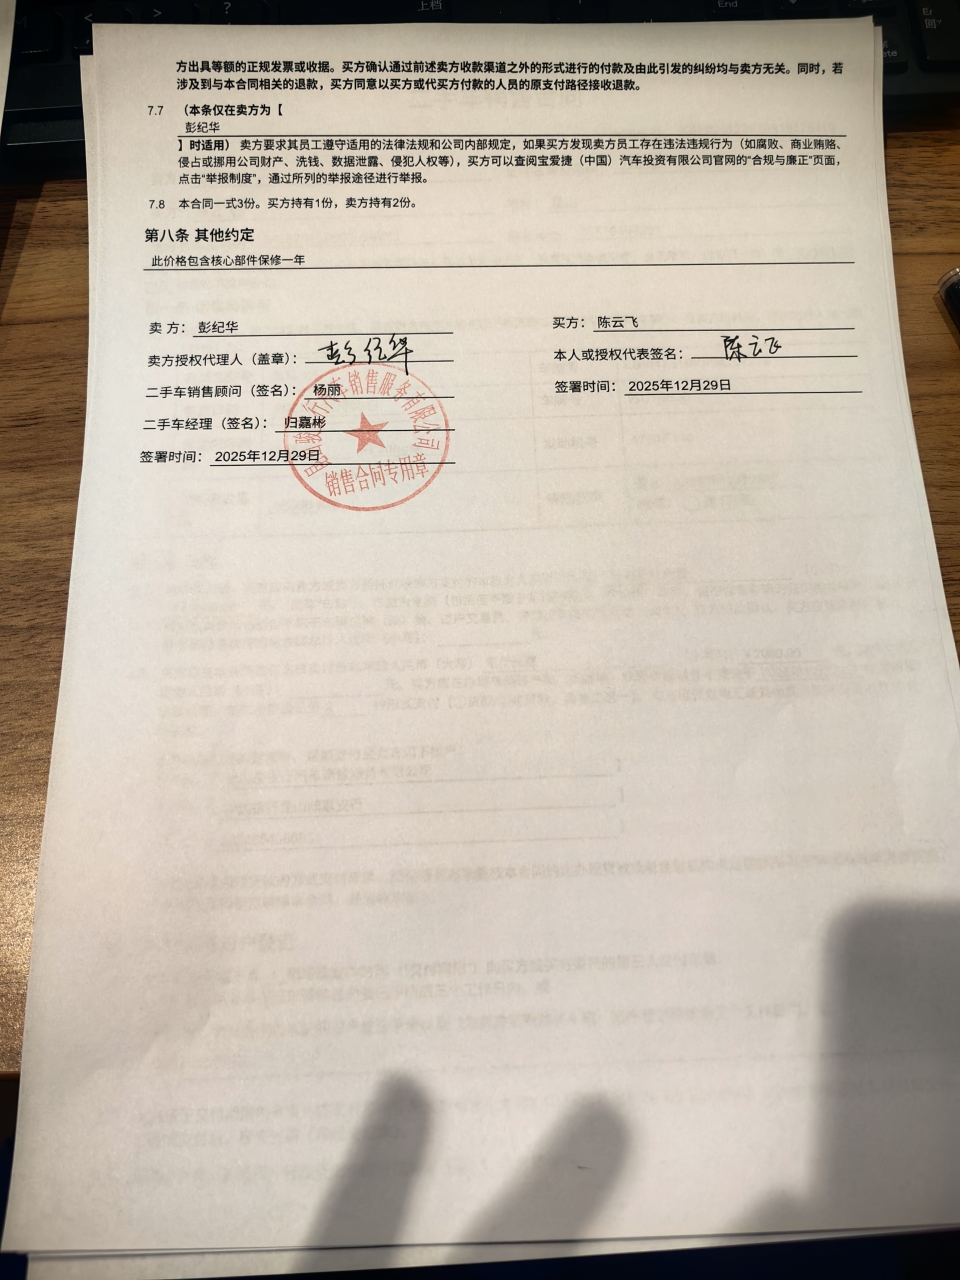 方出具等额的正规发票或收据。买方确认通过前述卖方收款渠道之外的形式进行的付款及由此引发的纠纷均与卖方无关。同时，若
涉及到与本合同相关的退款，买方同意以买方或代买方付款的人员的原支付路径接收退款。
7.7 （本条仅在卖方为【
彭纪华
】时适用）卖方要求其员工遵守适用的法律法规和公司内部规定，如果买方发现卖方员工存在违法违规行为（如腐败、商业贿赂、
侵占或挪用公司财产、洗钱、数据泄露、侵犯人权等），买方可以查阅宝爱捷（中国）汽车投资有限公司官网的“合规与廉正”页面，
点击“举报制度”，通过所列的举报途径进行举报。
7.8 本合同一式3份。买方持有1份，卖方持有2份。
第八条 其他约定
此价格包含核心部件保修一年
卖 方： 彭纪华
买方： 陈云飞
卖方授权代理人（盖章）： 彭纪华
本人或授权代表签名： 陈云飞
二手车销售顾问（签名）： 杨丽
签署时间： 2025年12月29日
二手车经理（签名）： 归嘉彬
签署时间： 2025年12月29日
汽车销售服务有限公司
销售合同专用章
End